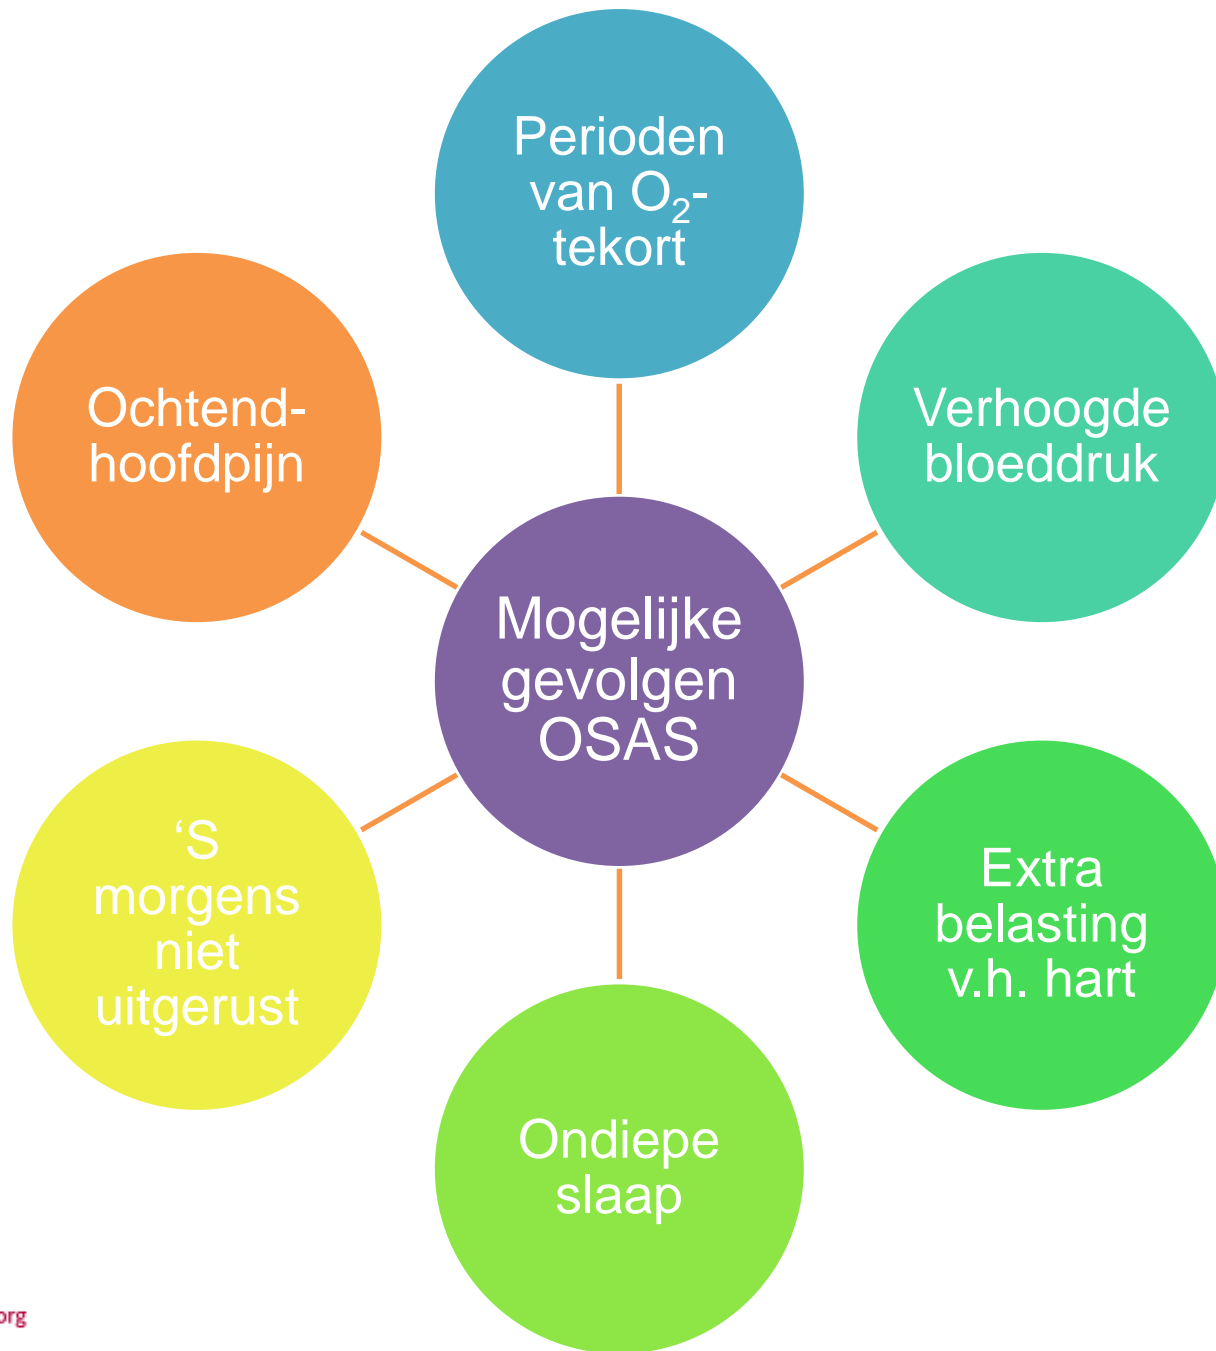 Perioden
van O₂-
tekort
Ochtend-
hoofdpijn
Verhoogde
bloeddruk
Mogelijke
gevolgen
OSAS
‘S
morgens
niet
uitgerust
Extra
belasting
v.h. hart
Ondiepe
slaap
org